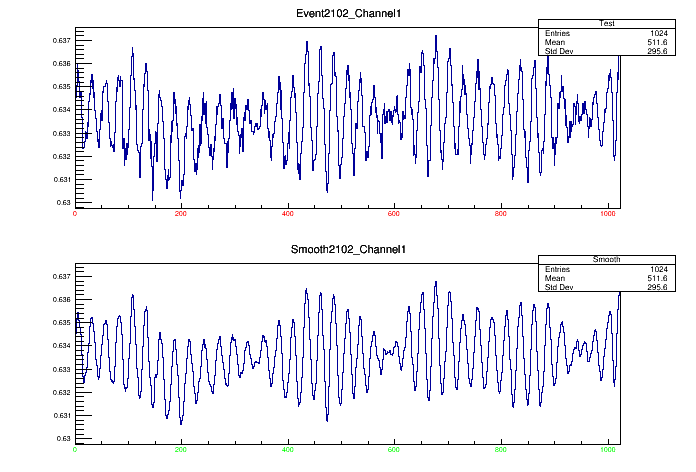 Event2102_Channel1
Test
Entries 1024
Mean 511.6
Std Dev 295.6
0.637
0.636
0.635
0.634
0.633
0.632
0.631
0.63
0 200 400 600 800 1000
Smooth2102_Channel1
Smooth
Entries 1024
Mean 511.6
Std Dev 295.6
0.637
0.636
0.635
0.634
0.633
0.632
0.631
0.63
0 200 400 600 800 1000